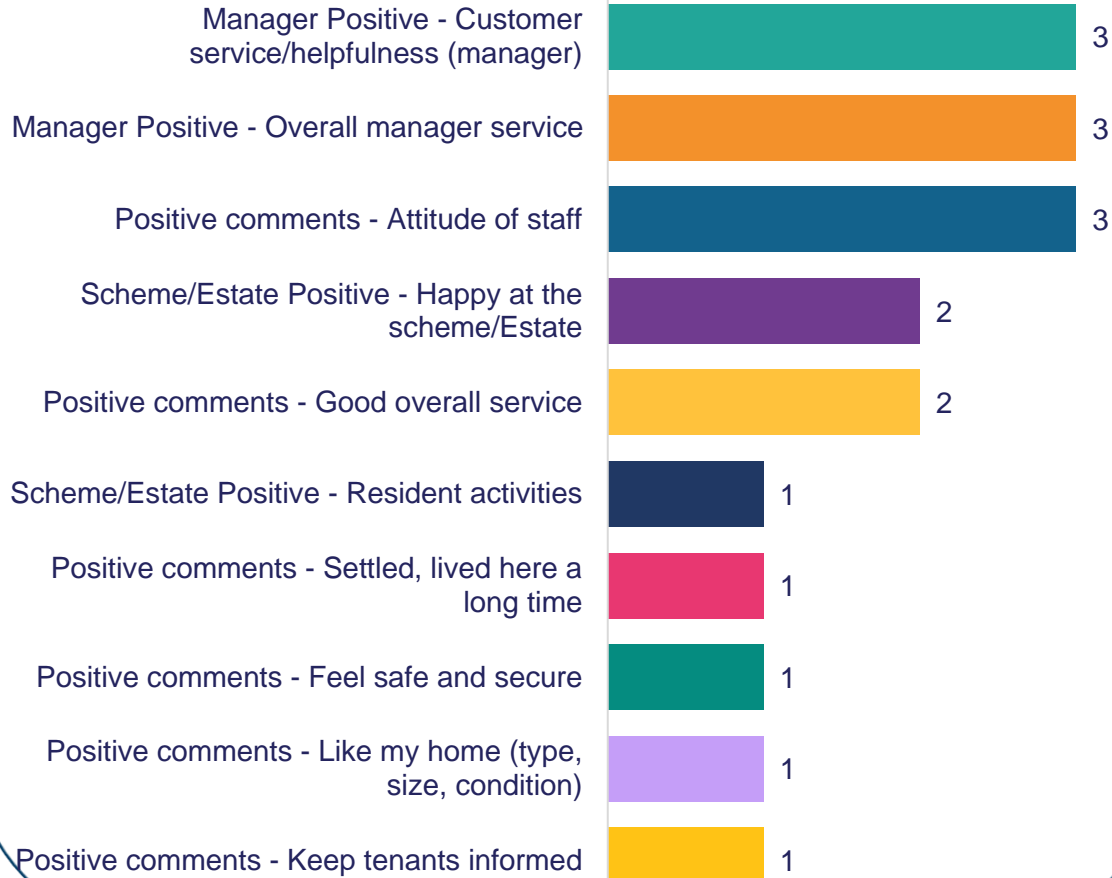 Manager Positive - Customer
service/helpfulness (manager)
3
Manager Positive - Overall manager service
3
Positive comments - Attitude of staff
3
Scheme/Estate Positive - Happy at the
scheme/Estate
2
Positive comments - Good overall service
2
Scheme/Estate Positive - Resident activities
1
Positive comments - Settled, lived here a
long time
1
Positive comments - Feel safe and secure
1
Positive comments - Like my home (type,
size, condition)
1
Positive comments - Keep tenants informed
1